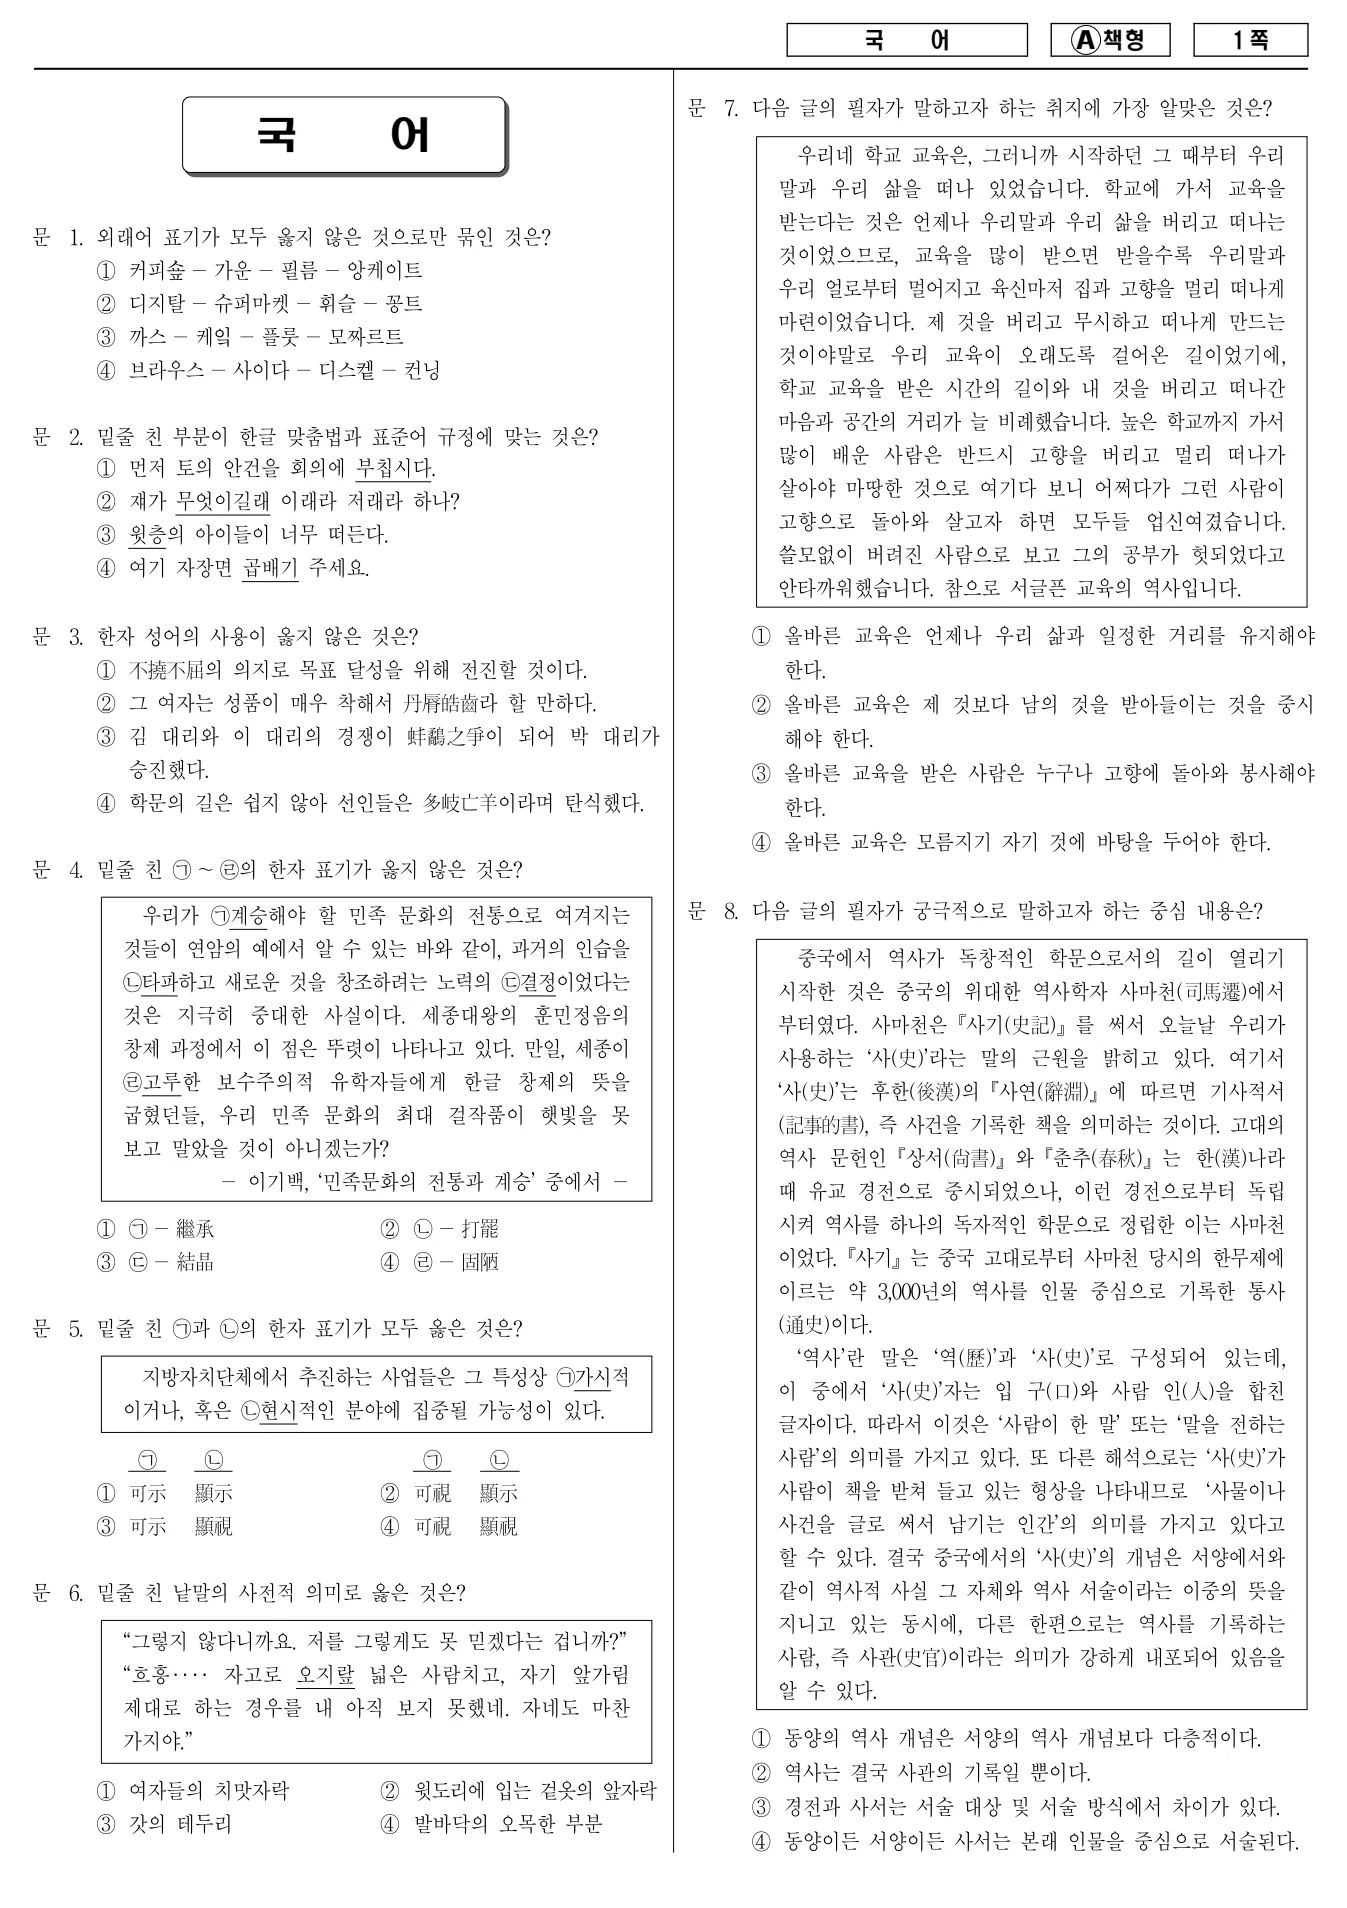 국 어
Ⓐ책형
1 쪽
국 어
문 1. 외래어 표기가 모두 옳지 않은 것으로만 묶인 것은?
① 커피숖 – 가운 – 필름 – 앙케이트
② 디지탈 – 슈퍼마켓 – 휘슬 – 꽁트
③ 까스 – 케잌 – 플룻 – 모짜르트
④ 브라우스 – 사이다 – 디스켙 – 컨닝
문 2. 밑줄 친 부분이 한글 맞춤법과 표준어 규정에 맞는 것은?
① 먼저 토의 안건을 회의에 부칩시다.
② 쟤가 무엇이길래 이래라 저래라 하나?
③ 윗층의 아이들이 너무 떠든다.
④ 여기 자장면 곱배기 주세요.
문 3. 한자 성어의 사용이 옳지 않은 것은?
① 不撓不屈의 의지로 목표 달성을 위해 전진할 것이다.
② 그 여자는 성품이 매우 착해서 丹脣皓齒라 할 만하다.
③ 김 대리와 이 대리의 경쟁이 蚌鷸之爭이 되어 박 대리가
승진했다.
④ 학문의 길은 쉽지 않아 선인들은 多岐亡羊이라며 탄식했다.
문 4. 밑줄 친 ㉠ ~ ㉣의 한자 표기가 옳지 않은 것은?
우리가 ㉠계승해야 할 민족 문화의 전통으로 여겨지는
것들이 연암의 예에서 알 수 있는 바와 같이, 과거의 인습을
㉡타파하고 새로운 것을 창조하려는 노력의 ㉢결정이었다는
것은 지극히 중대한 사실이다. 세종대왕의 훈민정음의
창제 과정에서 이 점은 뚜렷이 나타나고 있다. 만일, 세종이
㉣고루한 보수주의적 유학자들에게 한글 창제의 뜻을
굽혔던들, 우리 민족 문화의 최대 걸작품이 햇빛을 못
보고 말았을 것이 아니겠는가?
– 이기백, ‘민족문화의 전통과 계승’ 중에서 –
① ㉠ – 繼承 ② ㉡ – 打罷
③ ㉢ – 結晶 ④ ㉣ – 固陋
문 5. 밑줄 친 ㉠과 ㉡의 한자 표기가 모두 옳은 것은?
지방자치단체에서 추진하는 사업들은 그 특성상 ㉠가시적
이거나, 혹은 ㉡현시적인 분야에 집중될 가능성이 있다.
㉠ ㉡ ㉠ ㉡
① 可示 顯示 ② 可視 顯示
③ 可示 顯視 ④ 可視 顯視
문 6. 밑줄 친 낱말의 사전적 의미로 옳은 것은?
“그렇지 않다니까요. 저를 그렇게도 못 믿겠다는 겁니까?”
“흐흥···· 자고로 오지랖 넓은 사람치고, 자기 앞가림
제대로 하는 경우를 내 아직 보지 못했네. 자네도 마찬
가지야.”
① 여자들의 치맛자락 ② 윗도리에 입는 겉옷의 앞자락
③ 갓의 테두리 ④ 발바닥의 오목한 부분
문 7. 다음 글의 필자가 말하고자 하는 취지에 가장 알맞은 것은?
우리네 학교 교육은, 그러니까 시작하던 그 때부터 우리
말과 우리 삶을 떠나 있었습니다. 학교에 가서 교육을
받는다는 것은 언제나 우리말과 우리 삶을 버리고 떠나는
것이었으므로, 교육을 많이 받으면 받을수록 우리말과
우리 얼로부터 멀어지고 육신마저 집과 고향을 멀리 떠나게
마련이었습니다. 제 것을 버리고 무시하고 떠나게 만드는
것이야말로 우리 교육이 오래도록 걸어온 길이었기에,
학교 교육을 받은 시간의 길이와 내 것을 버리고 떠나간
마음과 공간의 거리가 늘 비례했습니다. 높은 학교까지 가서
많이 배운 사람은 반드시 고향을 버리고 멀리 떠나가
살아야 마땅한 것으로 여기다 보니 어쩌다가 그런 사람이
고향으로 돌아와 살고자 하면 모두들 업신여겼습니다.
쓸모없이 버려진 사람으로 보고 그의 공부가 헛되었다고
안타까워했습니다. 참으로 서글픈 교육의 역사입니다.
① 올바른 교육은 언제나 우리 삶과 일정한 거리를 유지해야
한다.
② 올바른 교육은 제 것보다 남의 것을 받아들이는 것을 중시
해야 한다.
③ 올바른 교육을 받은 사람은 누구나 고향에 돌아와 봉사해야
한다.
④ 올바른 교육은 모름지기 자기 것에 바탕을 두어야 한다.
문 8. 다음 글의 필자가 궁극적으로 말하고자 하는 중심 내용은?
중국에서 역사가 독창적인 학문으로서의 길이 열리기
시작한 것은 중국의 위대한 역사학자 사마천(司馬遷)에서
부터였다. 사마천은『사기(史記)』를 써서 오늘날 우리가
사용하는 ‘사(史)’라는 말의 근원을 밝히고 있다. 여기서
‘사(史)’는 후한(後漢)의『사연(辭淵)』에 따르면 기사적서
(記事的書), 즉 사건을 기록한 책을 의미하는 것이다. 고대의
역사 문헌인『상서(尙書)』와『춘추(春秋)』는 한(漢)나라
때 유교 경전으로 중시되었으나, 이런 경전으로부터 독립
시켜 역사를 하나의 독자적인 학문으로 정립한 이는 사마천
이었다.『사기』는 중국 고대로부터 사마천 당시의 한무제에
이르는 약 3,000년의 역사를 인물 중심으로 기록한 통사
(通史)이다.
‘역사’란 말은 ‘역(歷)’과 ‘사(史)’로 구성되어 있는데,
이 중에서 ‘사(史)’자는 입 구(口)와 사람 인(人)을 합친
글자이다. 따라서 이것은 ‘사람이 한 말’ 또는 ‘말을 전하는
사람’의 의미를 가지고 있다. 또 다른 해석으로는 ‘사(史)’가
사람이 책을 받쳐 들고 있는 형상을 나타내므로 ‘사물이나
사건을 글로 써서 남기는 인간’의 의미를 가지고 있다고
할 수 있다. 결국 중국에서의 ‘사(史)’의 개념은 서양에서와
같이 역사적 사실 그 자체와 역사 서술이라는 이중의 뜻을
지니고 있는 동시에, 다른 한편으로는 역사를 기록하는
사람, 즉 사관(史官)이라는 의미가 강하게 내포되어 있음을
알 수 있다.
① 동양의 역사 개념은 서양의 역사 개념보다 다층적이다.
② 역사는 결국 사관의 기록일 뿐이다.
③ 경전과 사서는 서술 대상 및 서술 방식에서 차이가 있다.
④ 동양이든 서양이든 사서는 본래 인물을 중심으로 서술된다.